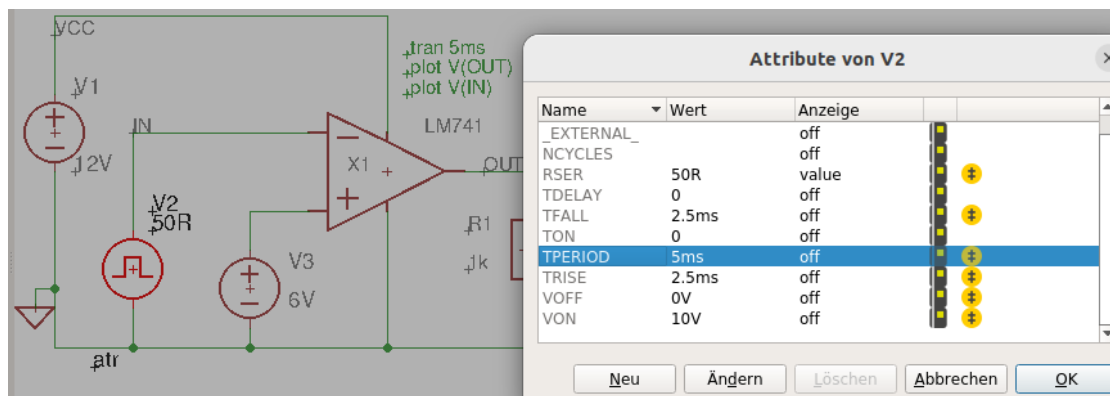 VCC
tran 5ms
plot V(OUT)
plot V(IN)
V1
IN
LM741
12V
X1
OUT
V2
50R
R1
V3
1k
6V
atr
Attribute von V2
Name Wert Anzeige
_EXTERNAL_ off
NCYCLES off
RSER 50R value
TDELAY 0 off
TFALL 2.5ms off
TON 0 off
TPERIOD 5ms off
TRISE 2.5ms off
VOFF 0V off
VON 10V off
Neu Ändern Löschen Abbrechen OK